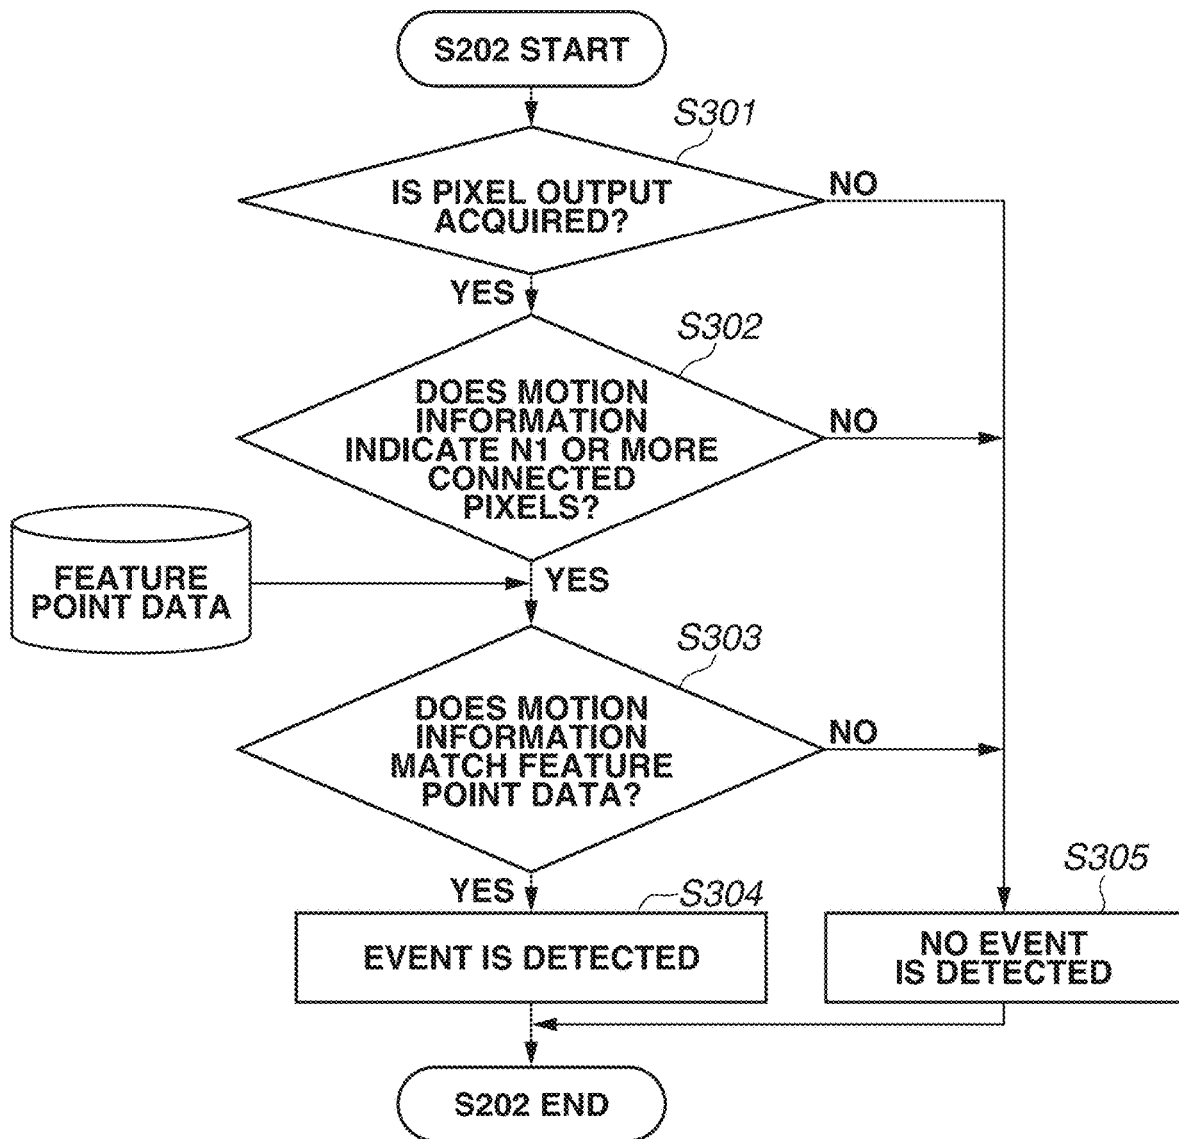 S202 START
S301
IS PIXEL OUTPUT
ACQUIRED?
NO
YES
S302
DOES MOTION
INFORMATION
INDICATE N1 OR MORE
CONNECTED
PIXELS?
NO
FEATURE
POINT DATA
YES
S303
DOES MOTION
INFORMATION
MATCH FEATURE
POINT DATA?
NO
YES
S304
EVENT IS DETECTED
S305
NO EVENT
IS DETECTED
S202 END